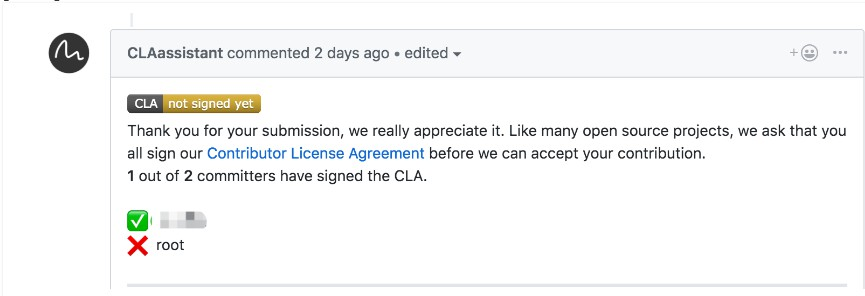 CLAassistant commented 2 days ago • edited
CLA not signed yet
Thank you for your submission, we really appreciate it. Like many open source projects, we ask that you
all sign our Contributor License Agreement before we can accept your contribution.
1 out of 2 committers have signed the CLA.
root